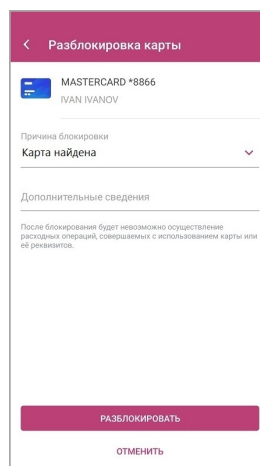 Разблокировка карты
MASTERCARD *8866
IVAN IVANOV
Причина блокировки
Карта найдена
Дополнительные сведения
После блокирования будет невозможно осуществление
расходных операций, совершаемых с использованием карты или
её реквизитов.
РАЗБЛОКИРОВАТЬ
ОТМЕНИТЬ